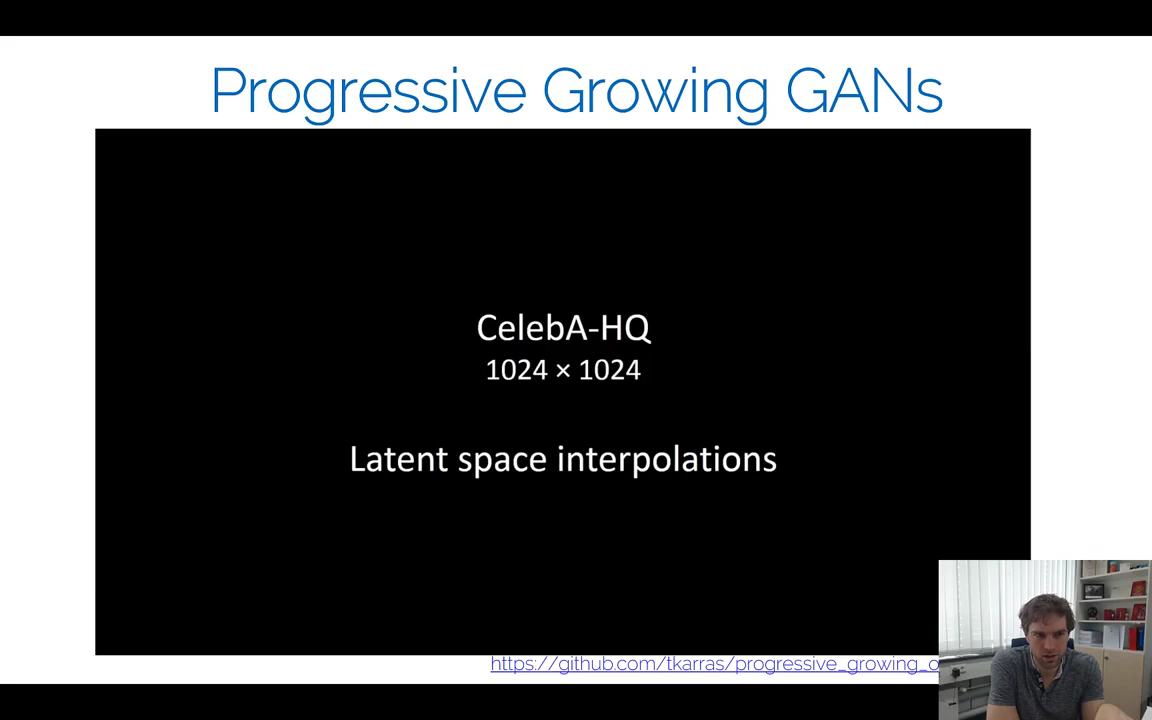 Progressive Growing GANs
CelebA-HQ
1024 × 1024
Latent space interpolations
https://github.com/tkarras/progressive_growing_o